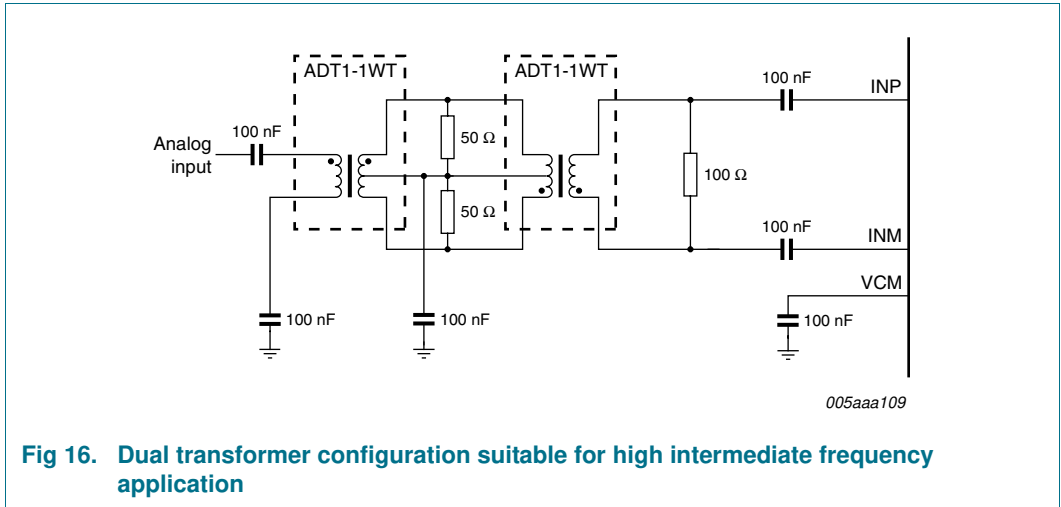 ADT1-1WT
ADT1-1WT
100 nF
INP
100 nF
Analog
input
50 Ω
100 Ω
50 Ω
100 nF
INM
VCM
100 nF
100 nF
100 nF
005aaa109
Fig 16. Dual transformer configuration suitable for high intermediate frequency
application